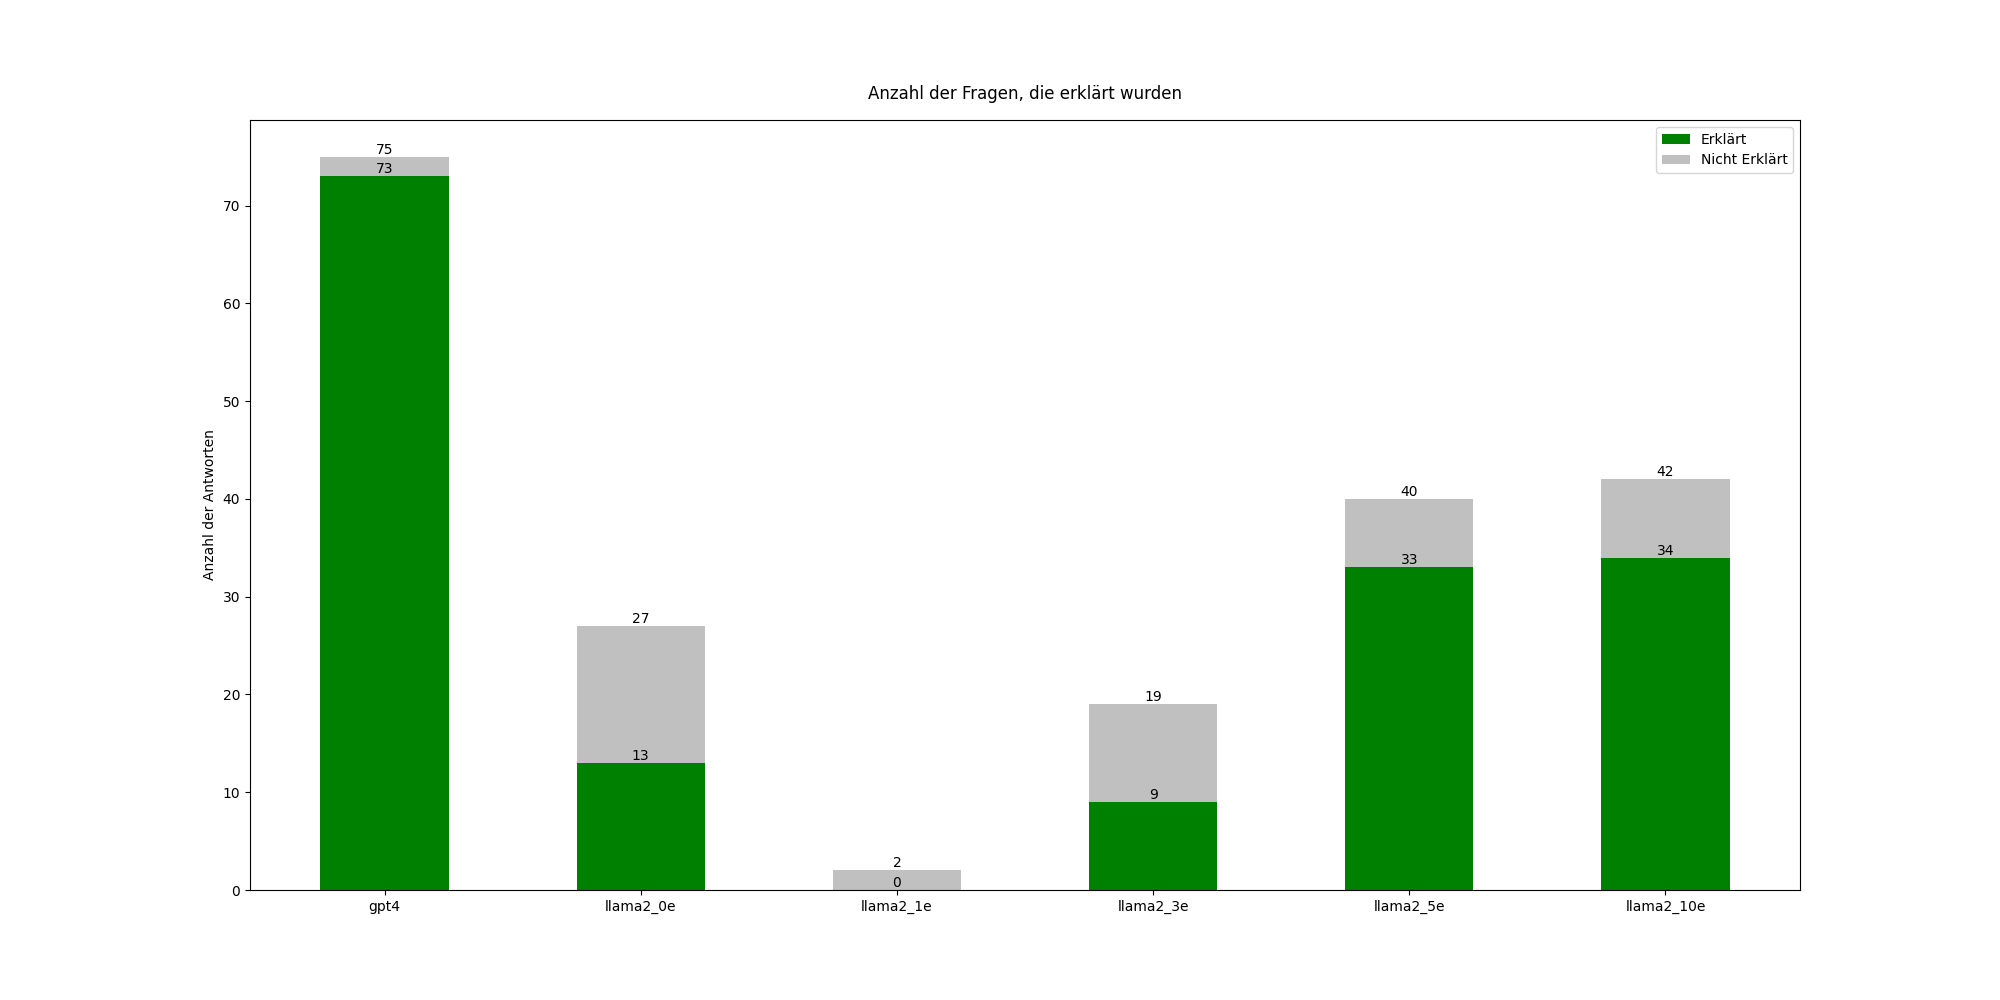 Anzahl der Fragen, die erklärt wurden
Erklärt
Nicht Erklärt
Anzahl der Antworten
70
60
50
40
30
20
10
0
75
73
27
13
2
0
19
9
40
33
42
34
gpt4
llama2_0e
llama2_1e
llama2_3e
llama2_5e
llama2_10e